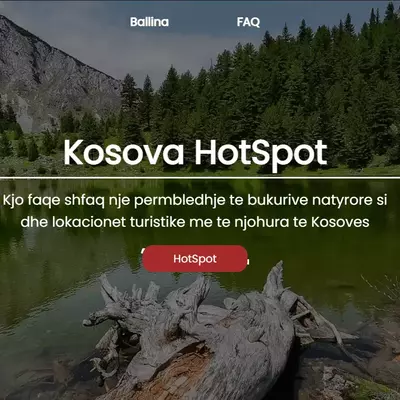 Ballina FAQ
Kosova HotSpot
Kjo faqe shfaq nje permbledhje te bukurive natyrore si
dhe lokacionet turistike me te njohura te Kosoves
HotSpot